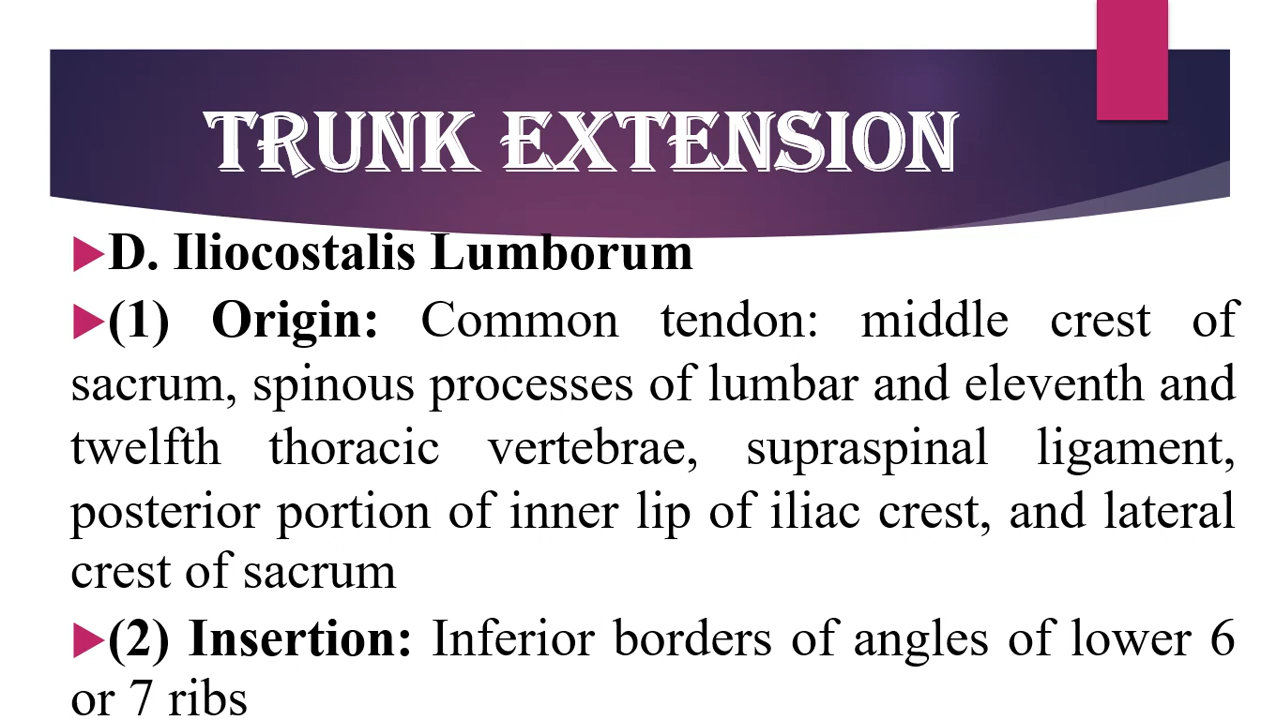 TRUNK EXTENSION
D. Iliocostalis Lumborum
(1) Origin: Common tendon: middle crest of
sacrum, spinous processes of lumbar and eleventh and
twelfth thoracic vertebrae, supraspinal ligament,
posterior portion of inner lip of iliac crest, and lateral
crest of sacrum
(2) Insertion: Inferior borders of angles of lower 6
or 7 ribs